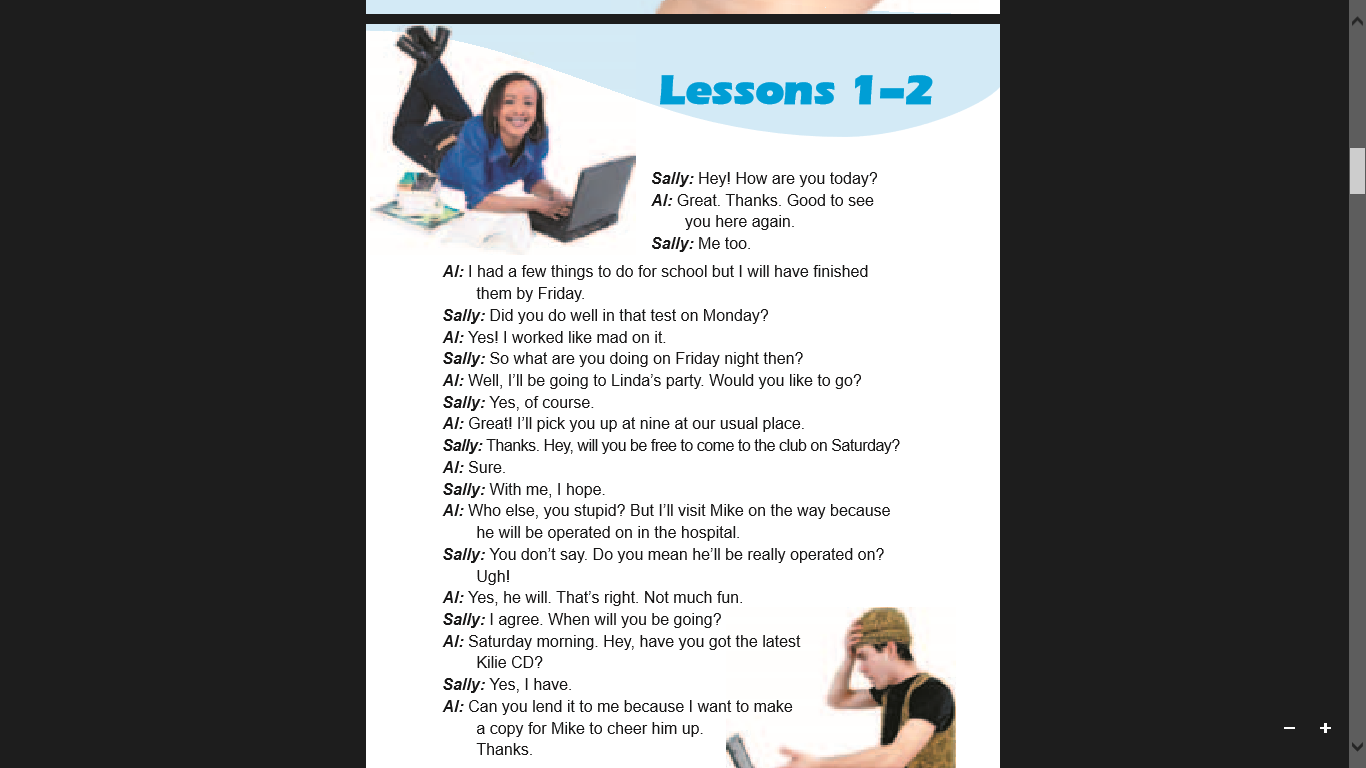 Lessons 1–2
Sally: Hey! How are you today?
Al: Great. Thanks. Good to see
you here again.
Sally: Me too.
Al: I had a few things to do for school but I will have finished
them by Friday.
Sally: Did you do well in that test on Monday?
Al: Yes! I worked like mad on it.
Sally: So what are you doing on Friday night then?
Al: Well, I’ll be going to Linda’s party. Would you like to go?
Sally: Yes, of course.
Al: Great! I’ll pick you up at nine at our usual place.
Sally: Thanks. Hey, will you be free to come to the club on Saturday?
Al: Sure.
Sally: With me, I hope.
Al: Who else, you stupid? But I’ll visit Mike on the way because
he will be operated on in the hospital.
Sally: You don’t say. Do you mean he’ll be really operated on?
Ugh!
Al: Yes, he will. That’s right. Not much fun.
Sally: I agree. When will you be going?
Al: Saturday morning. Hey, have you got the latest
Kilie CD?
Sally: Yes, I have.
Al: Can you lend it to me because I want to make
a copy for Mike to cheer him up.
Thanks.